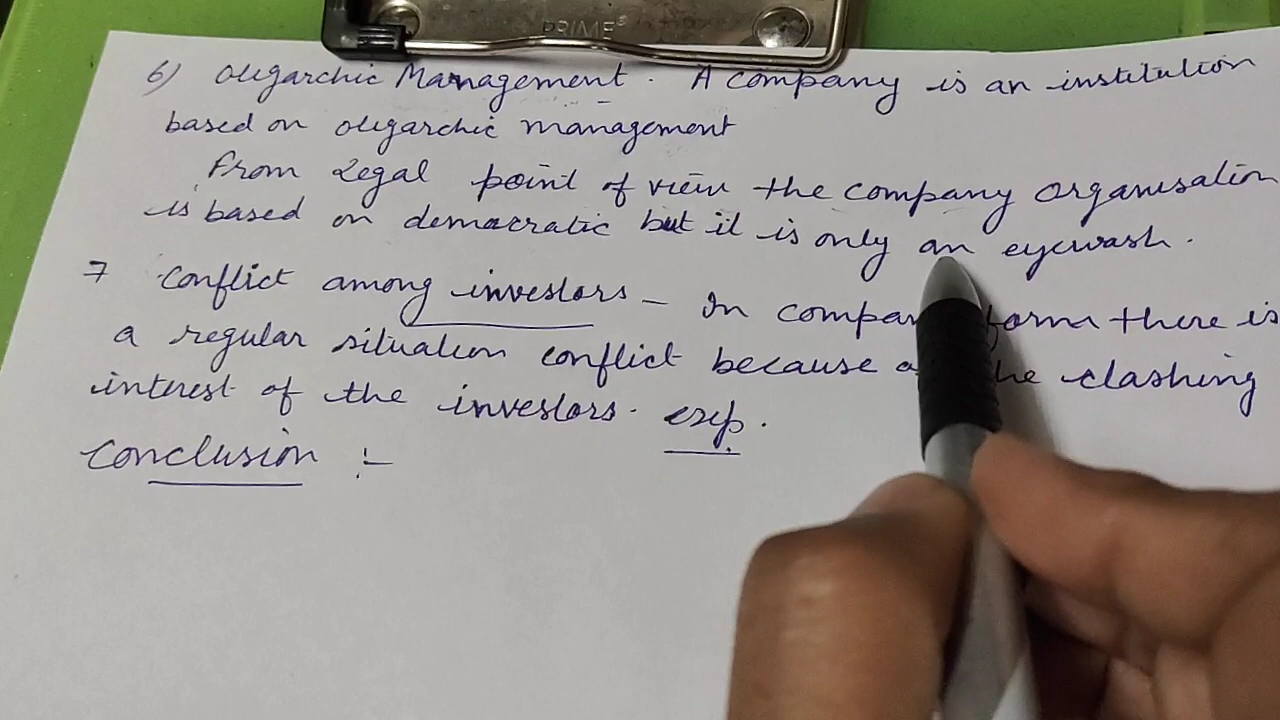 PRIME®
6) Oligarchic Management. A company is an institution
based on oligarchic management
From Legal point of view the company organisation
is based on democratic but it is only an eyewash.
7 Conflict among investors - In company form there is
a regular situation conflict because the clashing
interest of the investors. exp.
Conclusion :-